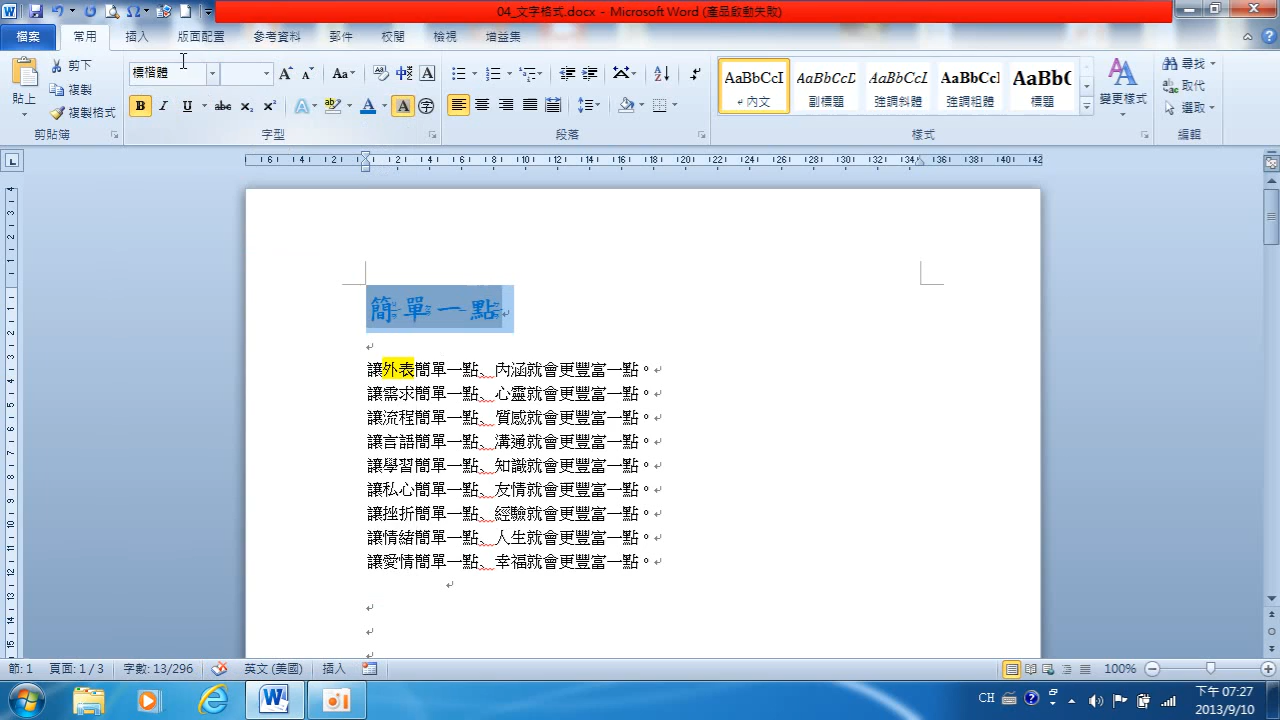 04_文字格式.docx - Microsoft Word (產品啟動失敗)
檔案 常用 插入 版面配置 參考資料 郵件 校閱 檢視 增益集
標楷體
貼上
剪下
複製
複製格式
剪貼簿
字型
段落
AaBbCcI AaBbCcD AaBbCcD AaBbCcI AaBbC
內文 副標題 強調斜體 強調粗體 標題
變更樣式
樣式
尋找
取代
選取
編輯
簡單一點
讓外表簡單一點、內涵就會更豐富一點。
讓需求簡單一點、心靈就會更豐富一點。
讓流程簡單一點、質感就會更豐富一點。
讓言語簡單一點、溝通就會更豐富一點。
讓學習簡單一點、知識就會更豐富一點。
讓私心簡單一點、友情就會更豐富一點。
讓挫折簡單一點、經驗就會更豐富一點。
讓情緒簡單一點、人生就會更豐富一點。
讓愛情簡單一點、幸福就會更豐富一點。
節: 1 頁面: 1 / 3 字數: 13/296 英文 (美國) 插入 100%
CH
下午 07:27
2013/9/10